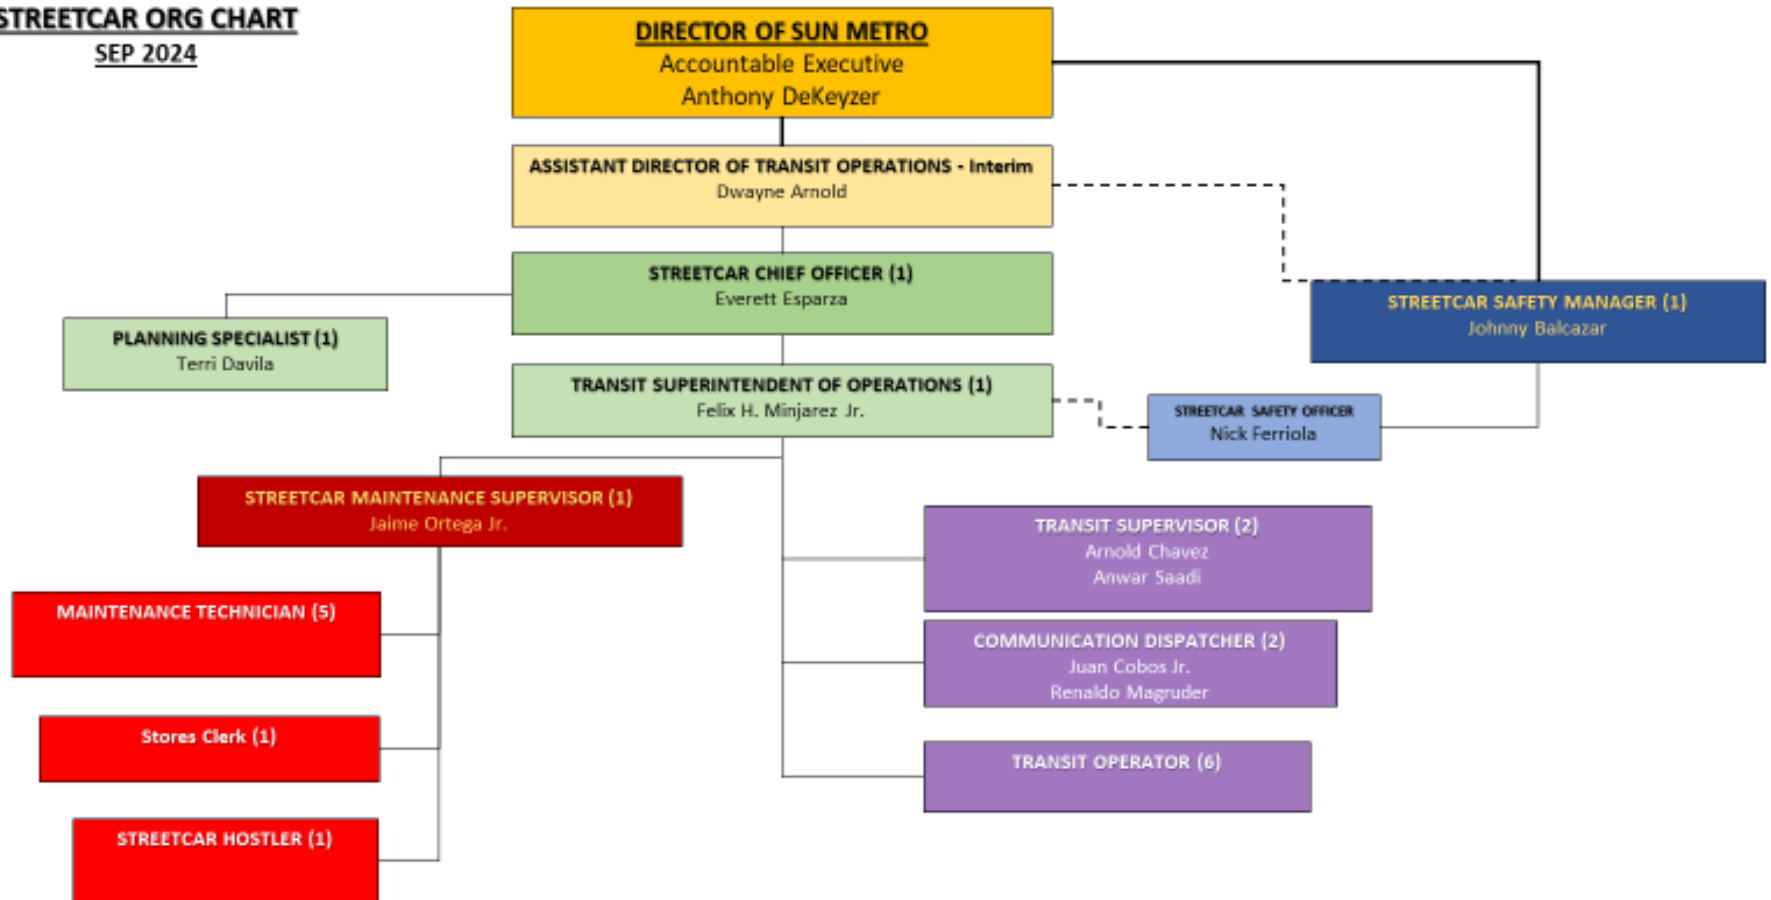 STREETCAR ORG CHART
SEP 2024
DIRECTOR OF SUN METRO
Accountable Executive
Anthony DeKeyzer
ASSISTANT DIRECTOR OF TRANSIT OPERATIONS - Interim
Dwayne Arnold
STREETCAR CHIEF OFFICER (1)
Everett Esparza
STREETCAR SAFETY MANAGER (1)
Johnny Balcazar
PLANNING SPECIALIST (1)
Terri Davila
TRANSIT SUPERINTENDENT OF OPERATIONS (1)
Felix H. Minjarez Jr.
STREETCAR SAFETY OFFICER
Nick Ferriola
STREETCAR MAINTENANCE SUPERVISOR (1)
Jaime Ortega Jr.
TRANSIT SUPERVISOR (2)
Arnold Chavez
Anwar Saadi
MAINTENANCE TECHNICIAN (5)
COMMUNICATION DISPATCHER (2)
Juan Cobos Jr.
Renaldo Magruder
Stores Clerk (1)
TRANSIT OPERATOR (6)
STREETCAR HOSTLER (1)